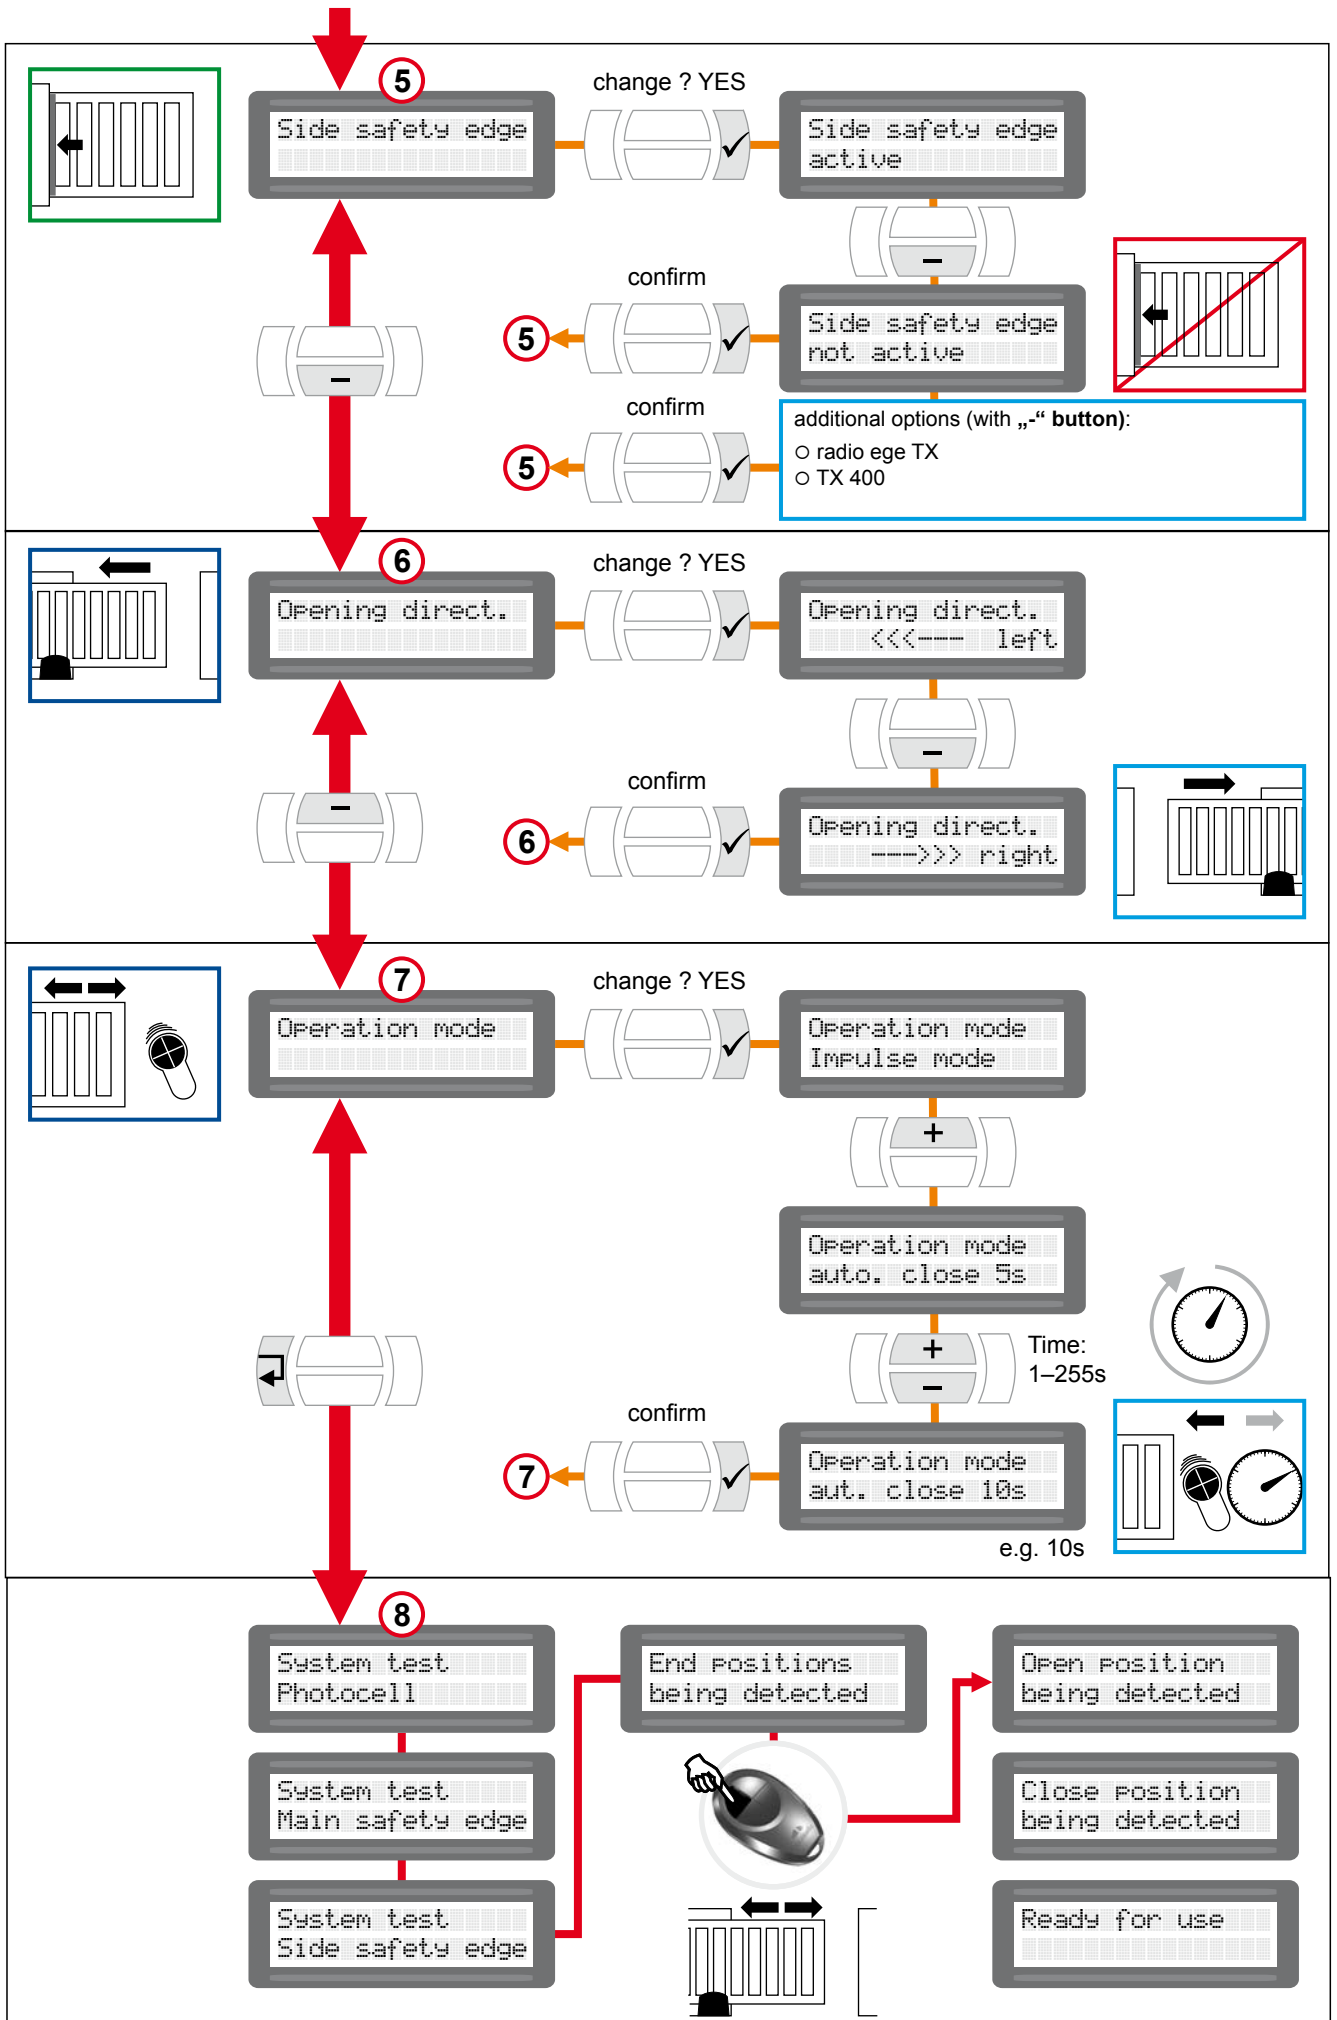 5
change ? YES
Side safety edge
Side safety edge
active
−
confirm
5
Side safety edge
not active
−
confirm
5
additional options (with „-“ button):
radio ege TX
TX 400
6
change ? YES
Opening direct.
Opening direct.
<<<--- left
−
−
confirm
6
Opening direct.
--->>> right
7
change ? YES
Operation mode
Operation mode
Impulse mode
+
Operation mode
auto. close 5s
+
−
Time:
1–255s
confirm
7
Operation mode
aut. close 10s
e.g. 10s
8
System test
Photocell
System test
Main safety edge
System test
Side safety edge
End positions
being detected
Open position
being detected
Close position
being detected
Ready for use